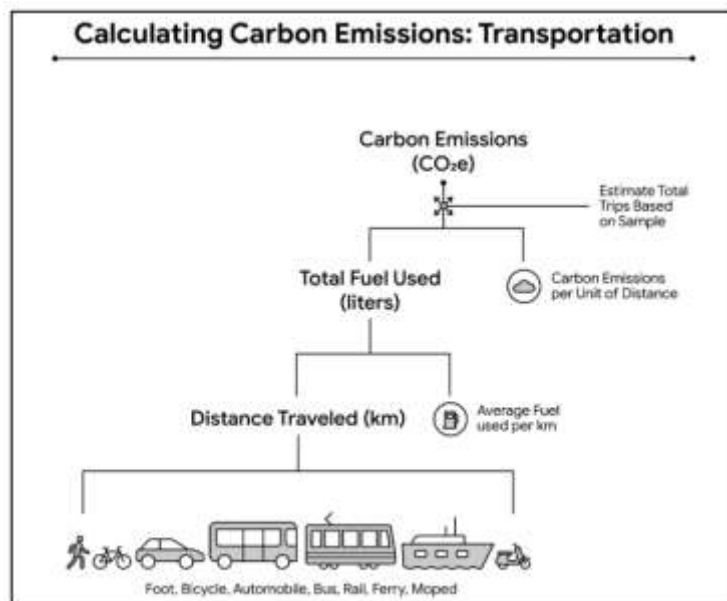 Calculating Carbon Emissions: Transportation
Carbon Emissions
(CO₂e)
Estimate Total
Trips Based
on Sample
Total Fuel Used
(liters)
Carbon Emissions
per Unit of Distance
Distance Traveled (km)
Average Fuel
used per km
Foot, Bicycle, Automobile, Bus, Rail, Ferry, Moped